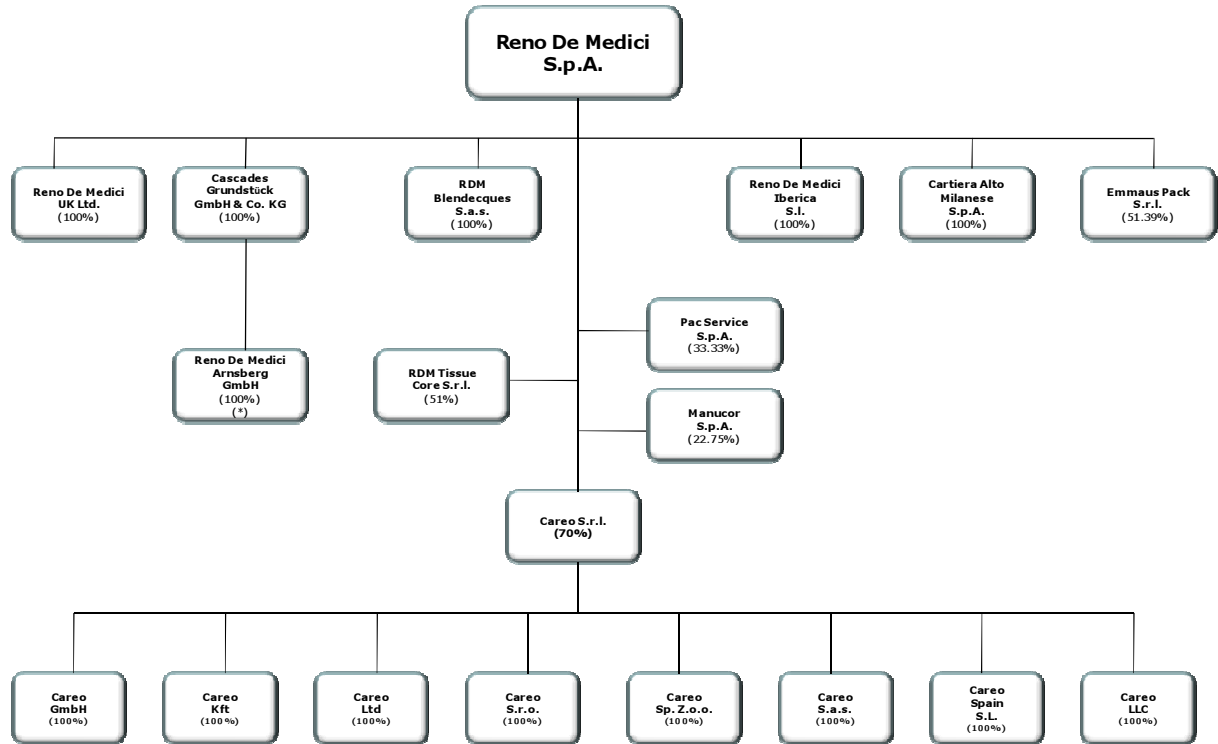 Reno De Medici
S.p.A.
Reno De Medici
UK Ltd.
(100%)
Cascades
Grundstück
GmbH & Co. KG
(100%)
RDM
Blendecques
S.a.s.
(100%)
Reno De Medici
Iberica
S.l.
(100%)
Cartiera Alto
Milanese
S.p.A.
(100%)
Emmaus Pack
S.r.l.
(51.39%)
Pac Service
S.p.A.
(33.33%)
Reno De Medici
Arnsberg
GmbH
(100%)
(*)
RDM Tissue
Core S.r.l.
(51%)
Manucor
S.p.A.
(22.75%)
Careo S.r.l.
(70%)
Careo
GmbH
(100%)
Careo
Kft
(100%)
Careo
Ltd
(100%)
Careo
S.r.o.
(100%)
Careo
Sp. Z.o.o.
(100%)
Careo
S.a.s.
(100%)
Careo
Spain
S.L.
(100%)
Careo
LLC
(100%)